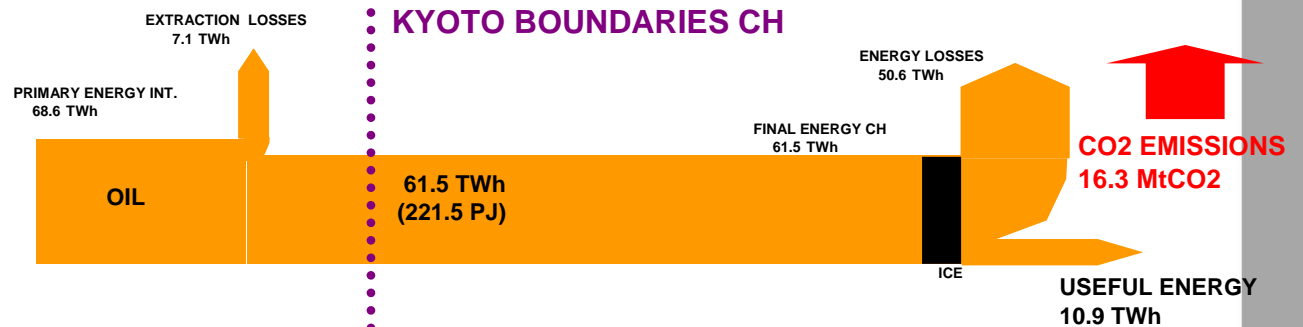 EXTRACTION LOSSES
7.1 TWh
KYOTO BOUNDARIES CH
ENERGY LOSSES
50.6 TWh
PRIMARY ENERGY INT.
68.6 TWh
FINAL ENERGY CH
61.5 TWh
CO2 EMISSIONS
16.3 MtCO2
OIL
61.5 TWh
(221.5 PJ)
ICE
USEFUL ENERGY
10.9 TWh